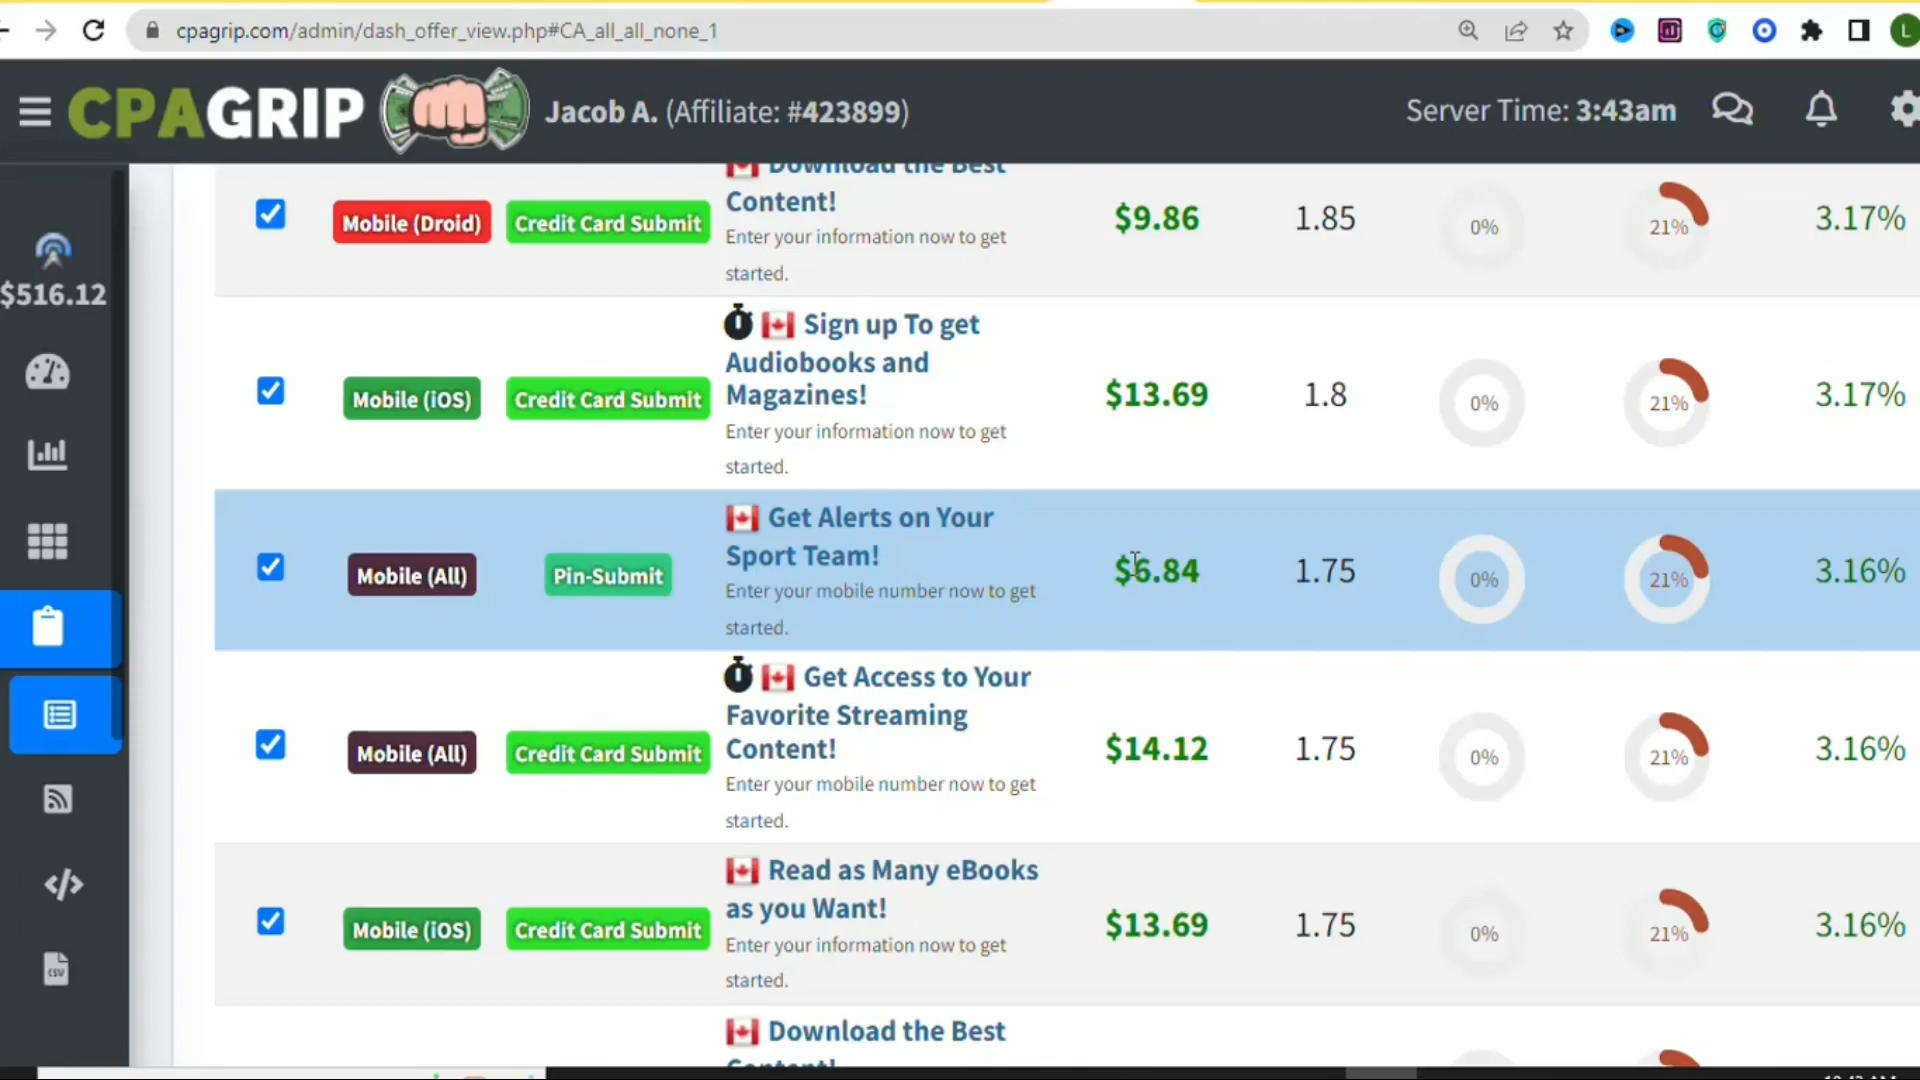 cpagrip.com/admin/dash_offer_view.php#CA_all_all_none_1
L
CPAGRIP Jacob A. (Affiliate: #423899) Server Time: 3:43am
$516.12
CSV
Download the Best
Content!
Mobile (Droid) Credit Card Submit $9.86 1.85 0% 21% 3.17%
Enter your information now to get
started.
Sign up To get
Audiobooks and
Magazines!
Mobile (iOS) Credit Card Submit $13.69 1.8 0% 21% 3.17%
Enter your information now to get
started.
Get Alerts on Your
Sport Team!
Mobile (All) Pin-Submit $6.84 1.75 0% 21% 3.16%
Enter your mobile number now to get
started.
Get Access to Your
Favorite Streaming
Content!
Mobile (All) Credit Card Submit $14.12 1.75 0% 21% 3.16%
Enter your mobile number now to get
started.
Read as Many eBooks
as you Want!
Mobile (iOS) Credit Card Submit $13.69 1.75 0% 21% 3.16%
Enter your information now to get
started.
Download the Best
Content!